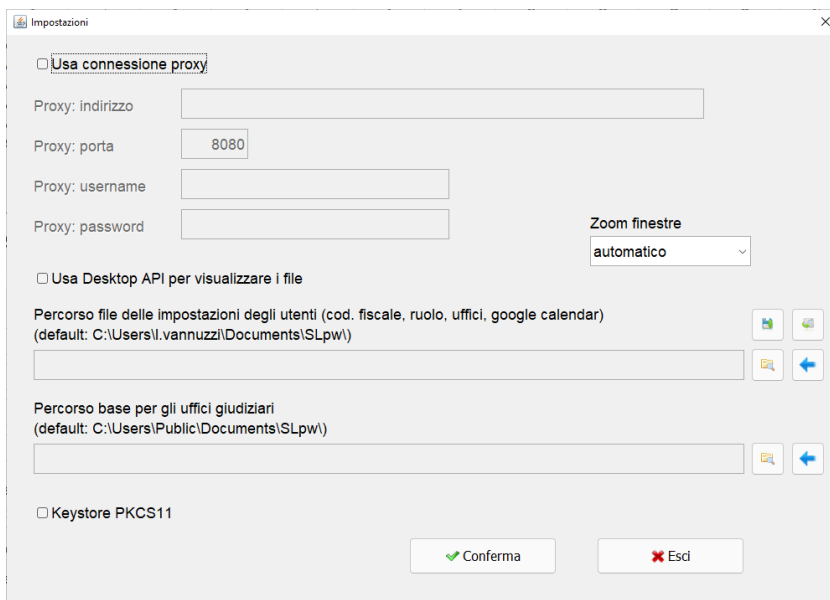 Impostazioni
Usa connessione proxy
Proxy: indirizzo
Proxy: porta
8080
Proxy: username
Proxy: password
Zoom finestre
automatico
Usa Desktop API per visualizzare i file
Percorso file delle impostazioni degli utenti (cod. fiscale, ruolo, uffici, google calendar)
(default: C:\Users\l.vannuzzi\Documents\SLpw\)
Percorso base per gli uffici giudiziari
(default: C:\Users\Public\Documents\SLpw\)
Keystore PKCS11
Conferma
Esci